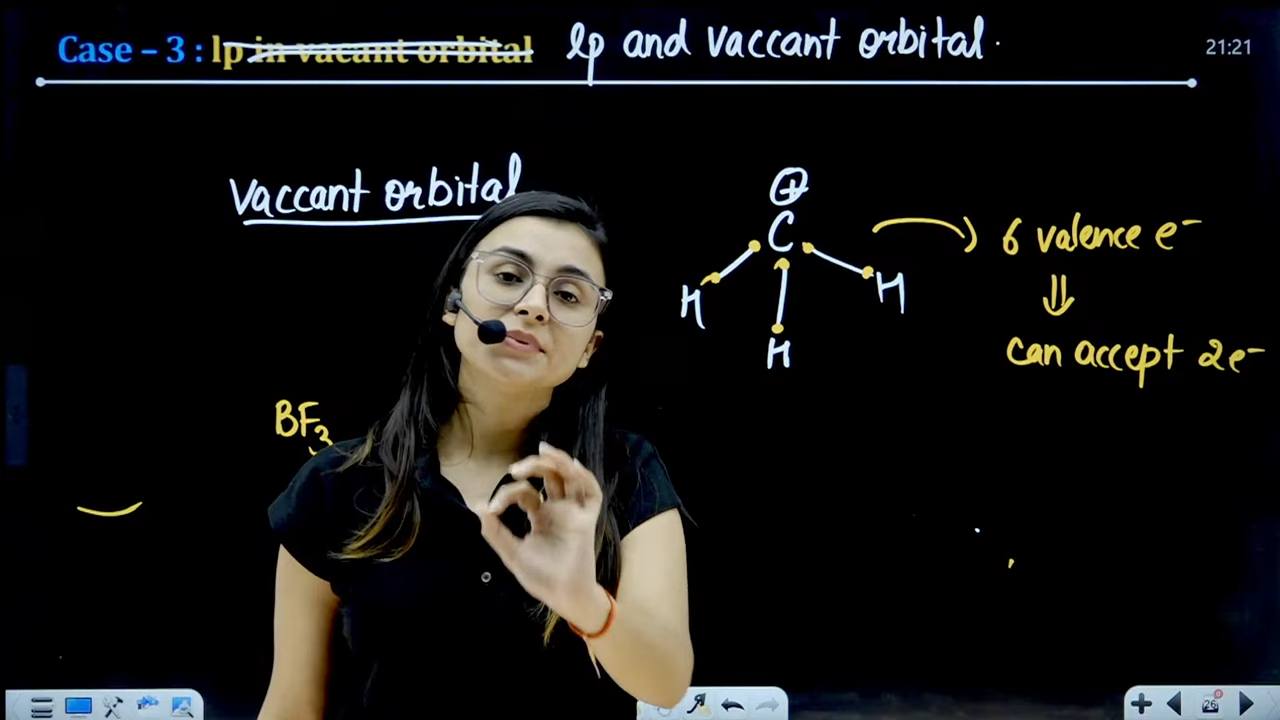 Case – 3 : lp in vacant orbital lp and vaccant orbital.
21:21
vaccant orbital
⊕
C
H H
H
6 valence e⁻
⇓
can accept 2e⁻
BF₃
26